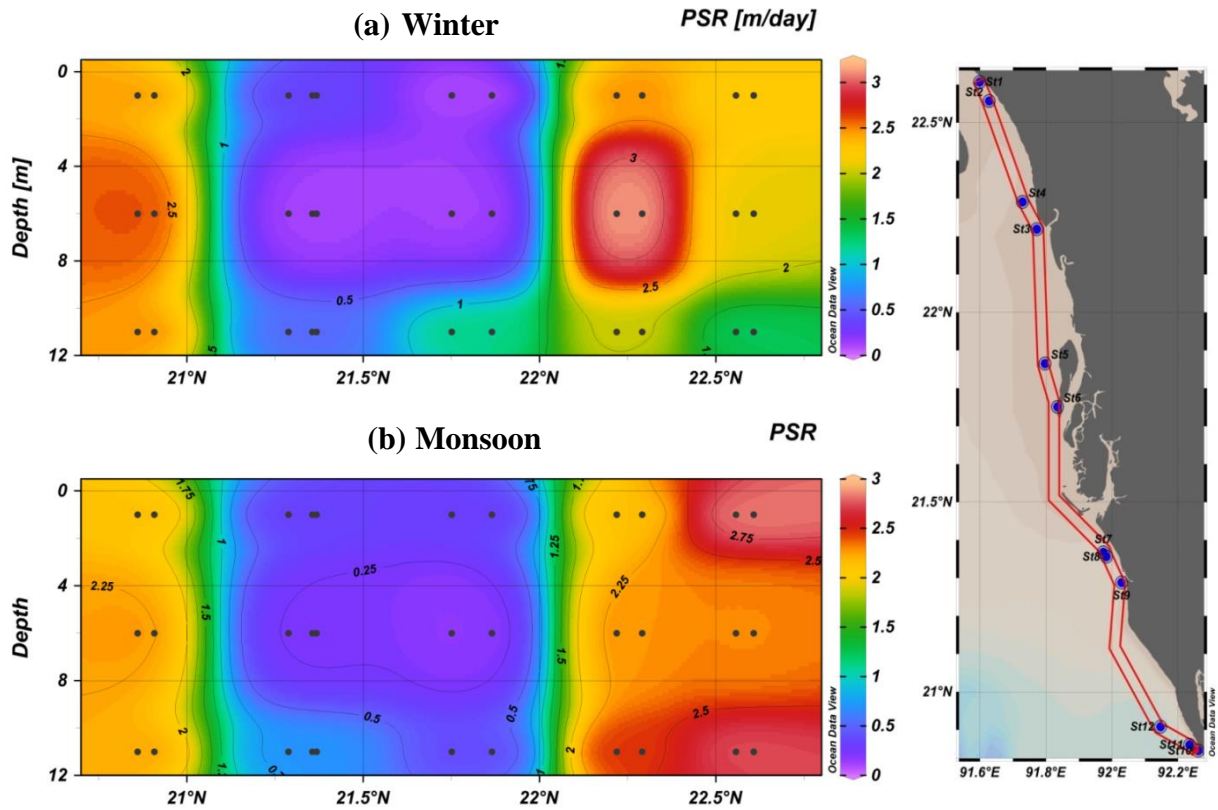 (a) Winter
PSR [m/day]
Depth [m]
0
4
8
12
21°N
21.5°N
22°N
22.5°N
2
1
2.5
0.5
1
3
2.5
2
1
5
1.
3
2.5
2
1.5
1
0.5
0
Ocean Data View
(b) Monsoon
PSR
Depth
0
4
8
12
21°N
21.5°N
22°N
22.5°N
1.75
1
2.25
1.5
2
0.25
0.5
0.5
75
1.25
1.5
2
1
2.25
2.75
2.5
2.5
3
2.5
2
1.5
1
0.5
0
Ocean Data View
St1
St2
St4
St3
St5
St6
St7
St8
St9
St12
St11
St10
22.5°N
22°N
21.5°N
21°N
91.6°E
91.8°E
92°E
92.2°E
Ocean Data View